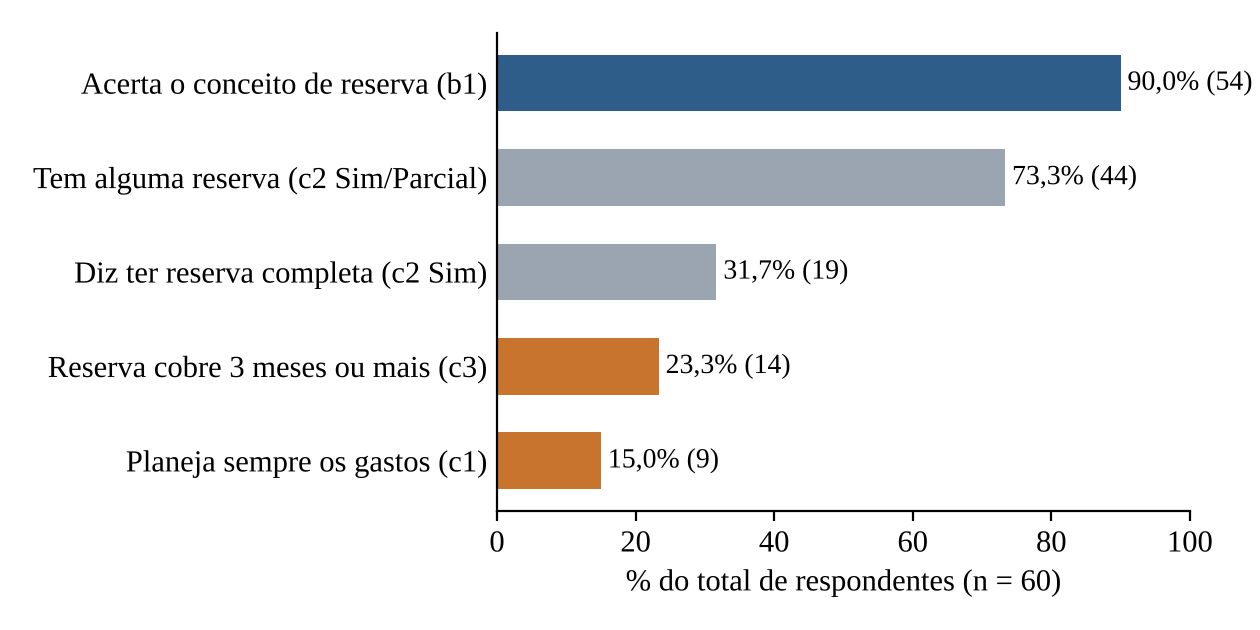 Acerta o conceito de reserva (b1) 90,0% (54)
Tem alguma reserva (c2 Sim/Parcial) 73,3% (44)
Diz ter reserva completa (c2 Sim) 31,7% (19)
Reserva cobre 3 meses ou mais (c3) 23,3% (14)
Planeja sempre os gastos (c1) 15,0% (9)
0 20 40 60 80 100
% do total de respondentes (n = 60)